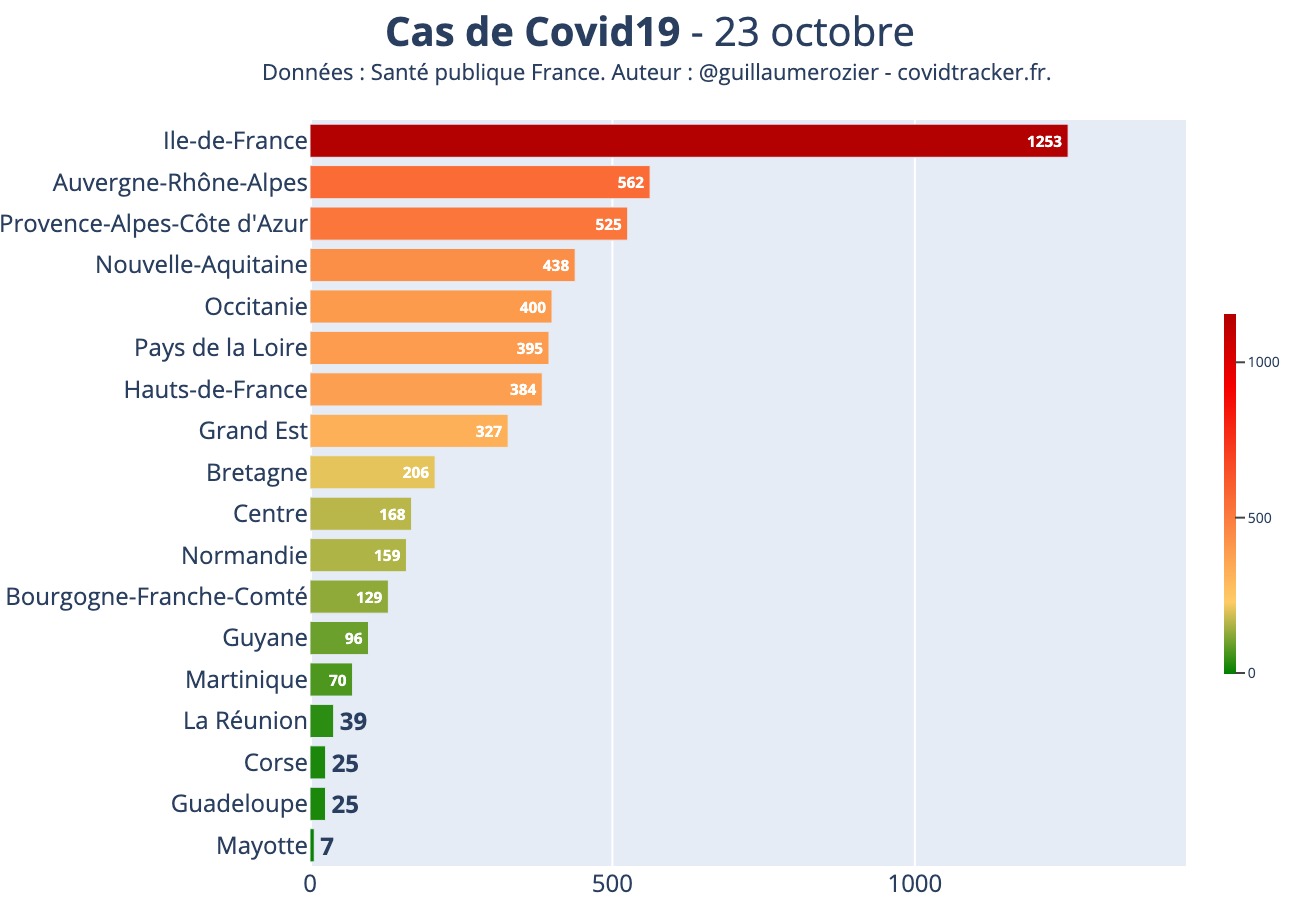 Cas de Covid19 - 23 octobre
Données : Santé publique France. Auteur : @guillaumerozier - covidtracker.fr.
Ile-de-France 1253
Auvergne-Rhône-Alpes 562
Provence-Alpes-Côte d'Azur 525
Nouvelle-Aquitaine 438
Occitanie 400
Pays de la Loire 395
Hauts-de-France 384
Grand Est 327
Bretagne 206
Centre 168
Normandie 159
Bourgogne-Franche-Comté 129
Guyane 96
Martinique 70
La Réunion 39
Corse 25
Guadeloupe 25
Mayotte 7
0 500 1000
1000
500
0